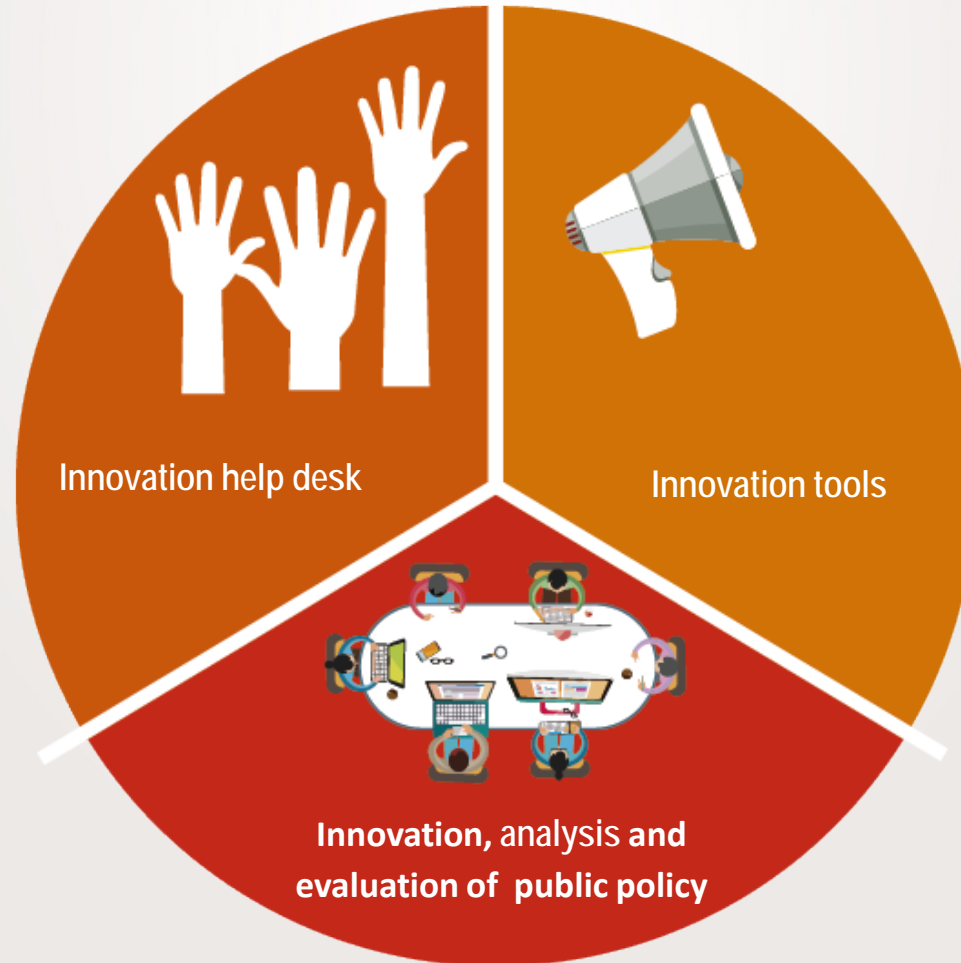 Innovation help desk
Innovation tools
Innovation, analysis and
evaluation of public policy